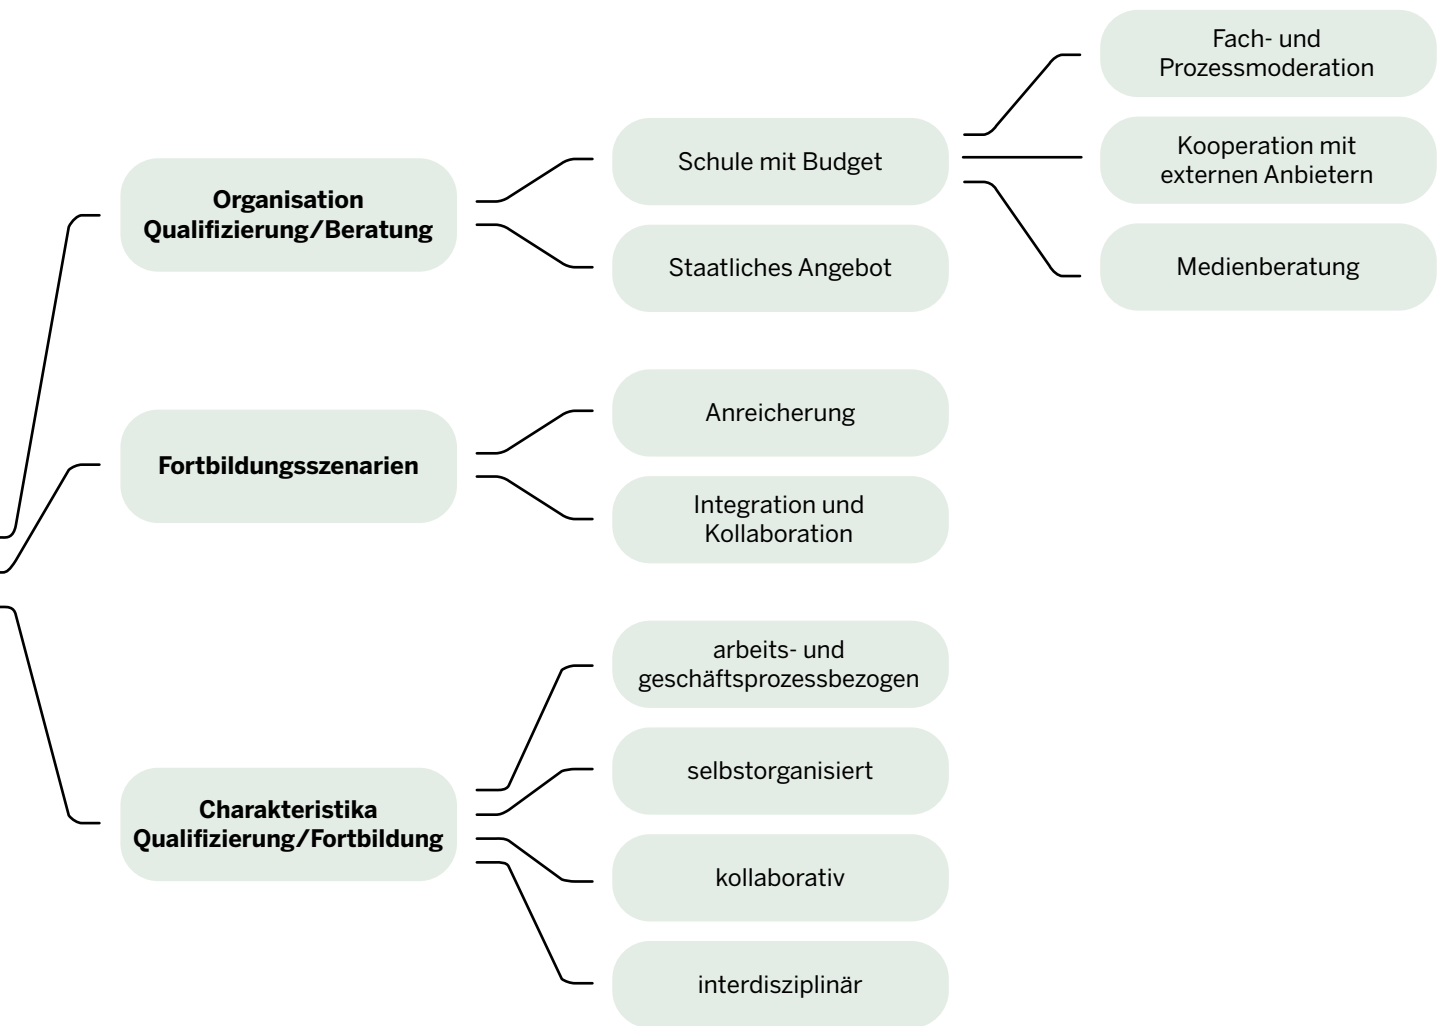 Organisation
Qualifizierung/Beratung
Schule mit Budget
Fach- und
Prozessmoderation
Kooperation mit
externen Anbietern
Medienberatung
Staatliches Angebot
Fortbildungsszenarien
Anreicherung
Integration und
Kollaboration
Charakteristika
Qualifizierung/Fortbildung
arbeits- und
geschäftsprozessbezogen
selbstorganisiert
kollaborativ
interdisziplinär